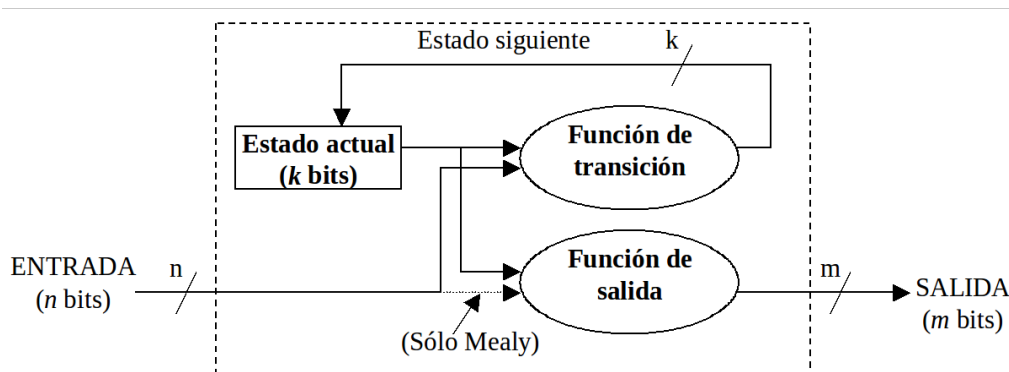 Estado siguiente
k
Estado actual
(k bits)
Función de
transición
ENTRADA
(n bits)
n
Función de
salida
m
SALIDA
(m bits)
(Sólo Mealy)